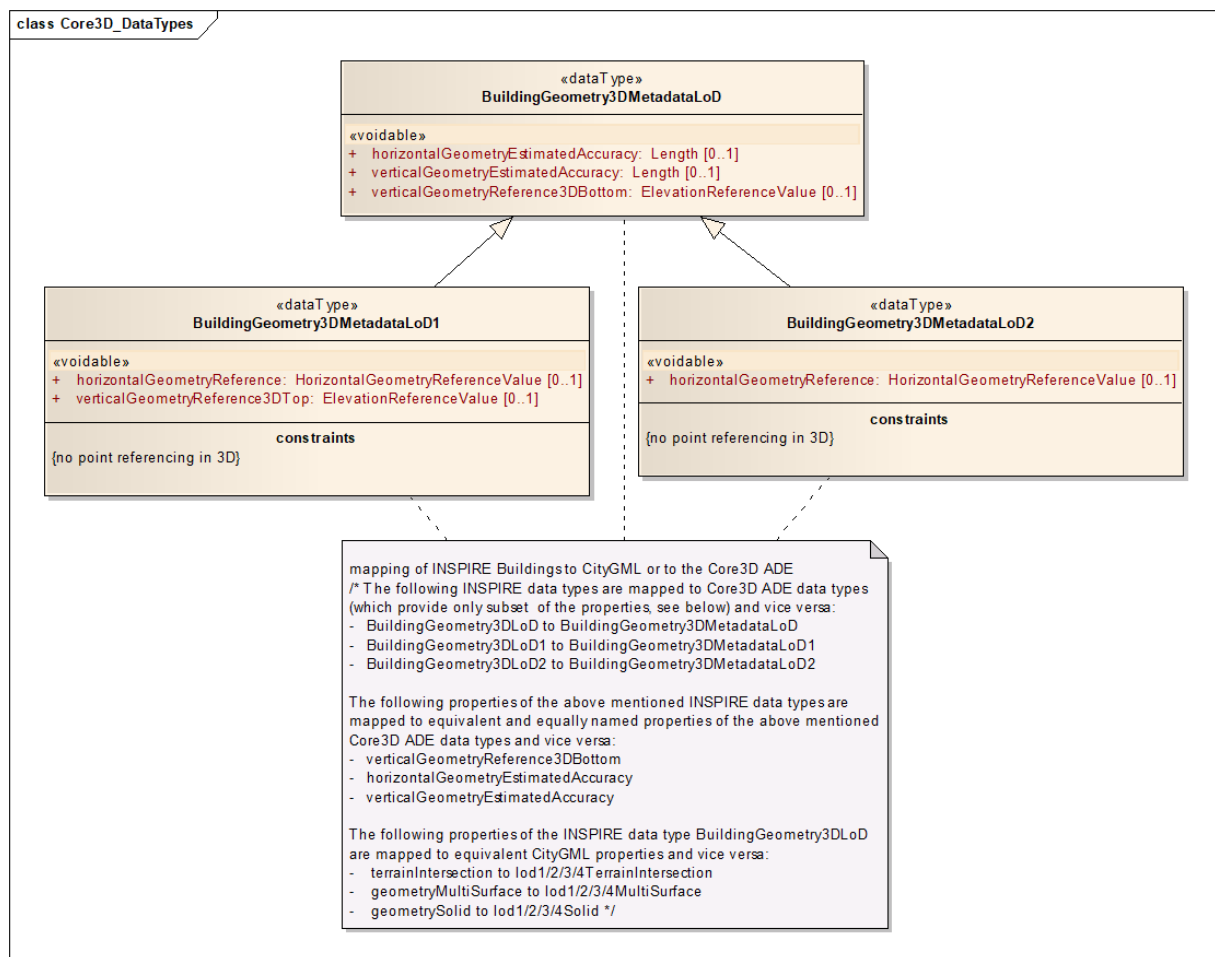 class Core3D_DataTypes
«dataType»
BuildingGeometry3DMetadataLoD
«voidable»
+ horizontalGeometryEstimatedAccuracy: Length [0..1]
+ verticalGeometryEstimatedAccuracy: Length [0..1]
+ verticalGeometryReference3DBottom: ElevationReferenceValue [0..1]
«dataType»
BuildingGeometry3DMetadataLoD1
«voidable»
+ horizontalGeometryReference: HorizontalGeometryReferenceValue [0..1]
+ verticalGeometryReference3DTop: ElevationReferenceValue [0..1]
constraints
{no point referencing in 3D}
«dataType»
BuildingGeometry3DMetadataLoD2
«voidable»
+ horizontalGeometryReference: HorizontalGeometryReferenceValue [0..1]
constraints
{no point referencing in 3D}
mapping of INSPIRE Buildings to CityGML or to the Core3D ADE
/* The following INSPIRE data types are mapped to Core3D ADE data types
(which provide only subset of the properties, see below) and vice versa:
- BuildingGeometry3DLoD to BuildingGeometry3DMetadataLoD
- BuildingGeometry3DLoD1 to BuildingGeometry3DMetadataLoD1
- BuildingGeometry3DLoD2 to BuildingGeometry3DMetadataLoD2
The following properties of the above mentioned INSPIRE data types are
mapped to equivalent and equally named properties of the above mentioned
Core3D ADE data types and vice versa:
- verticalGeometryReference3DBottom
- horizontalGeometryEstimatedAccuracy
- verticalGeometryEstimatedAccuracy
The following properties of the INSPIRE data type BuildingGeometry3DLoD
are mapped to equivalent CityGML properties and vice versa:
- terrainIntersection to lod1/2/3/4TerrainIntersection
- geometryMultiSurface to lod1/2/3/4MultiSurface
- geometrySolid to lod1/2/3/4Solid */